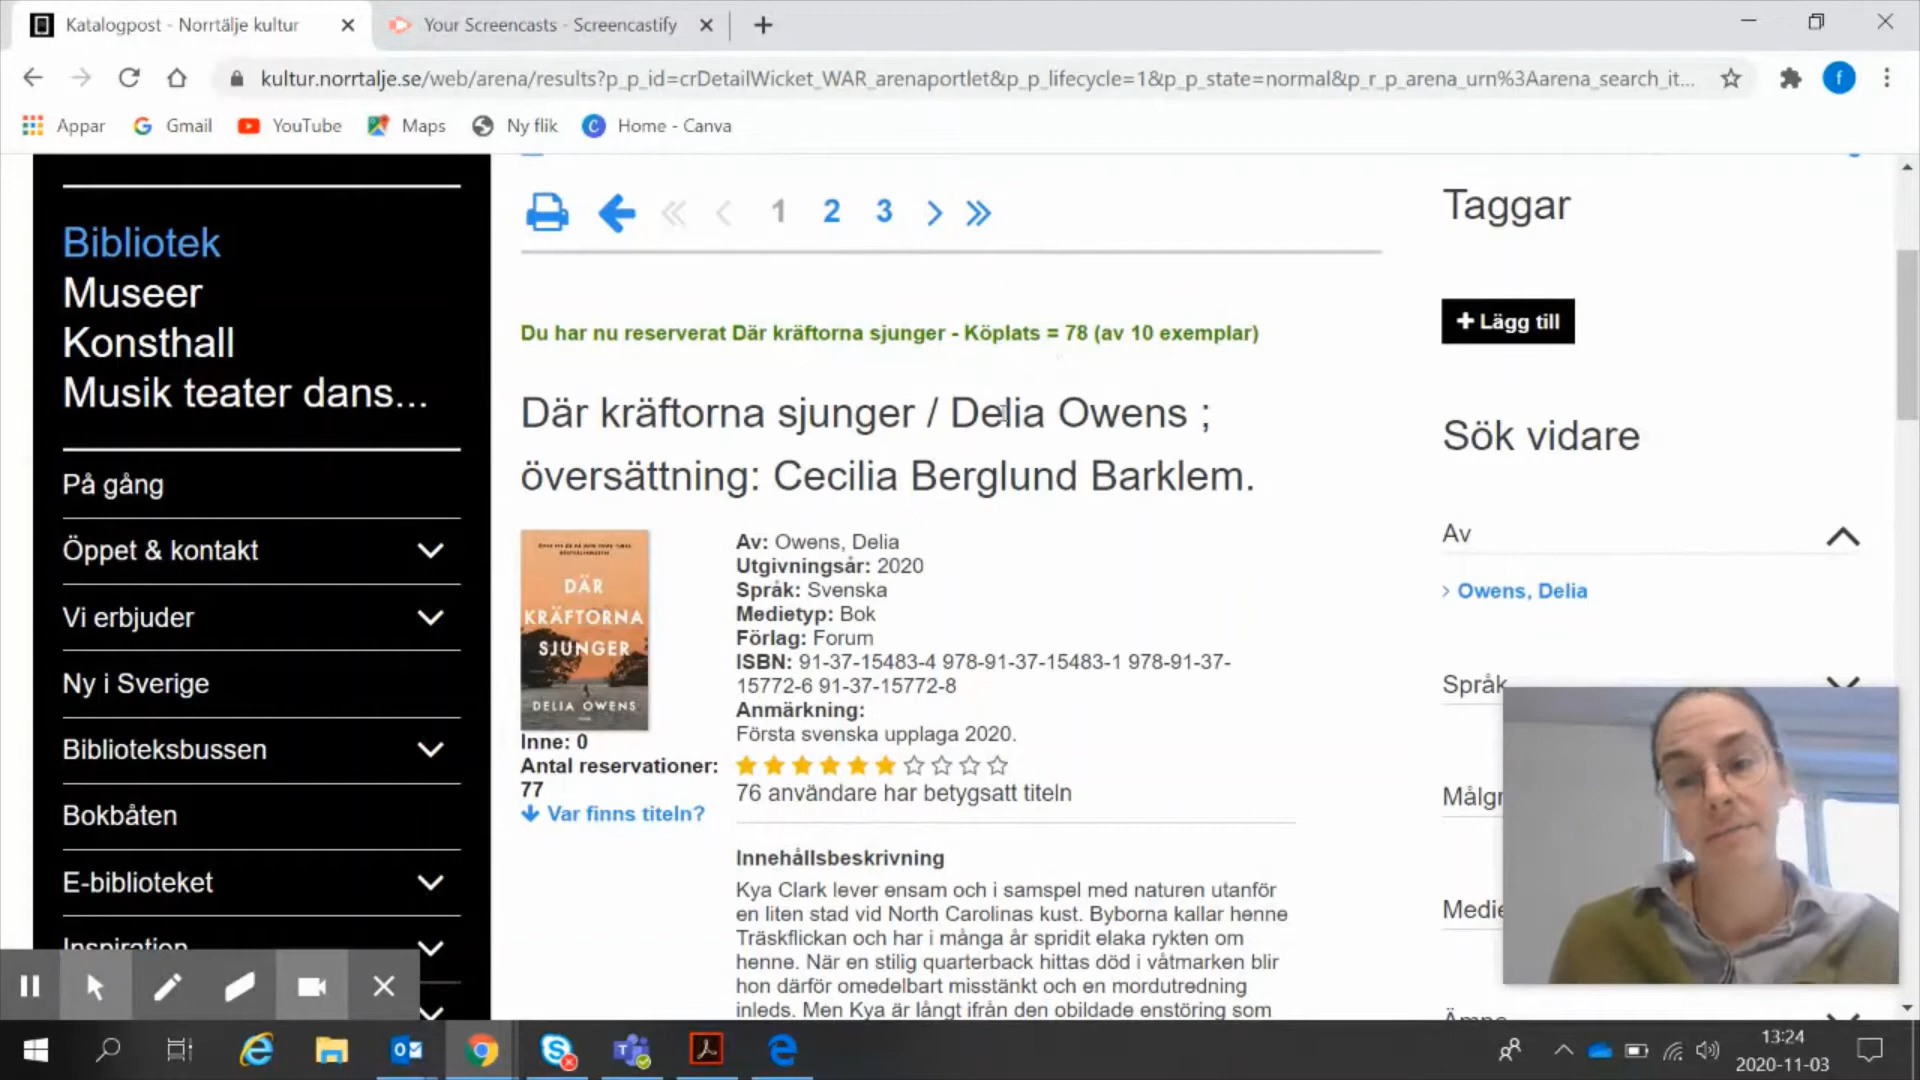 Katalogpost - Norrtälje kultur
Your Screencasts - Screencastify
kultur.norrtalje.se/web/arena/results?p_p_id=crDetailWicket_WAR_arenaportlet&p_p_lifecycle=1&p_p_state=normal&p_r_p_arena_urn%3Aarena_search_it...
f
Appar
Gmail
YouTube
Maps
Ny flik
Home - Canva
Bibliotek
Museer
Konsthall
Musik teater dans...
På gång
Öppet & kontakt
Vi erbjuder
Ny i Sverige
Biblioteksbussen
Bokbåten
E-biblioteket
Inspiration
1 2 3
Du har nu reserverat Där kräftorna sjunger - Köplats = 78 (av 10 exemplar)
Där kräftorna sjunger / Delia Owens ;
översättning: Cecilia Berglund Barklem.
DÄR
KRÄFTORNA
SJUNGER
DELIA OWENS
Inne: 0
Antal reservationer:
77
Var finns titeln?
Av: Owens, Delia
Utgivningsår: 2020
Språk: Svenska
Medietyp: Bok
Förlag: Forum
ISBN: 91-37-15483-4 978-91-37-15483-1 978-91-37-
15772-6 91-37-15772-8
Anmärkning:
Första svenska upplaga 2020.
76 användare har betygsatt titeln
Innehållsbeskrivning
Kya Clark lever ensam och i samspel med naturen utanför
en liten stad vid North Carolinas kust. Byborna kallar henne
Träskflickan och har i många år spridit elaka rykten om
henne. När en stilig quarterback hittas död i våtmarken blir
hon därför omedelbart misstänkt och en mordutredning
inleds. Men Kya är långt ifrån den obildade enstöring som
Taggar
+ Lägg till
Sök vidare
Av
Owens, Delia
Språk
Målgr
Medie
13:24
2020-11-03